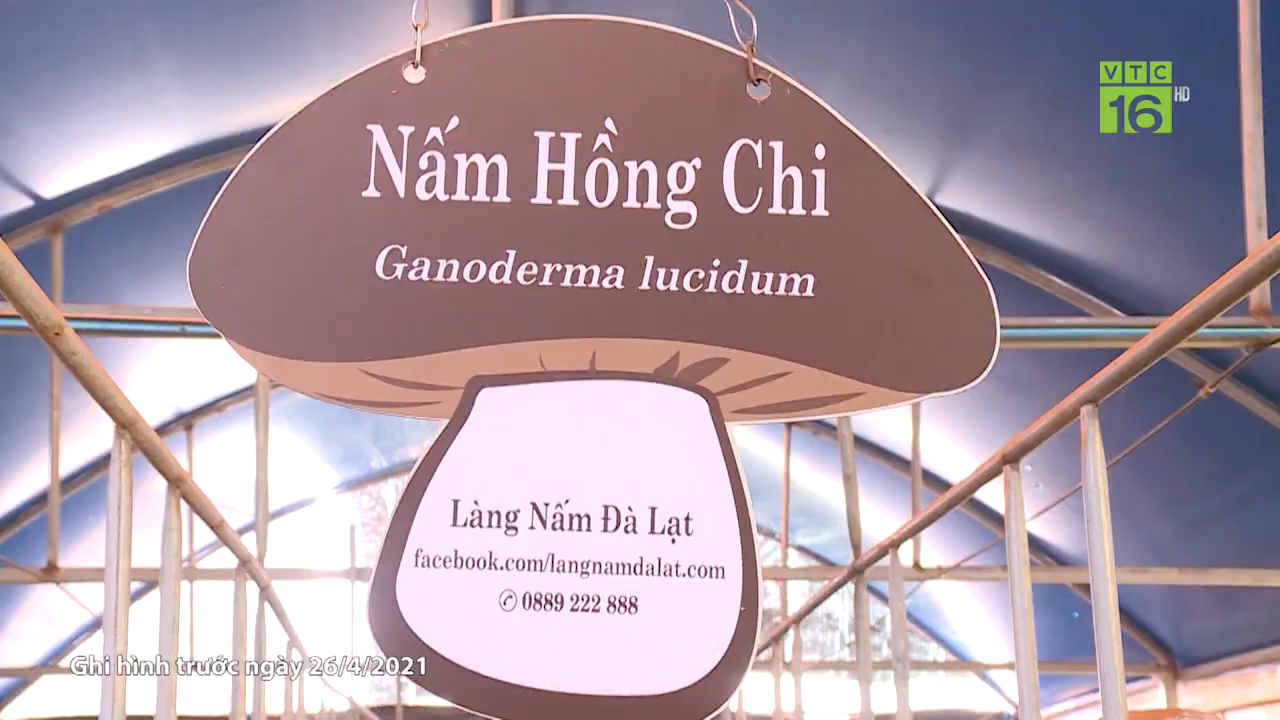 VTC
16
HD
Nấm Hồng Chi
Ganoderma lucidum
Làng Nấm Đà Lạt
facebook.com/langnamdalat.com
✆ 0889 222 888
Ghi hình trước ngày 26/4/2021